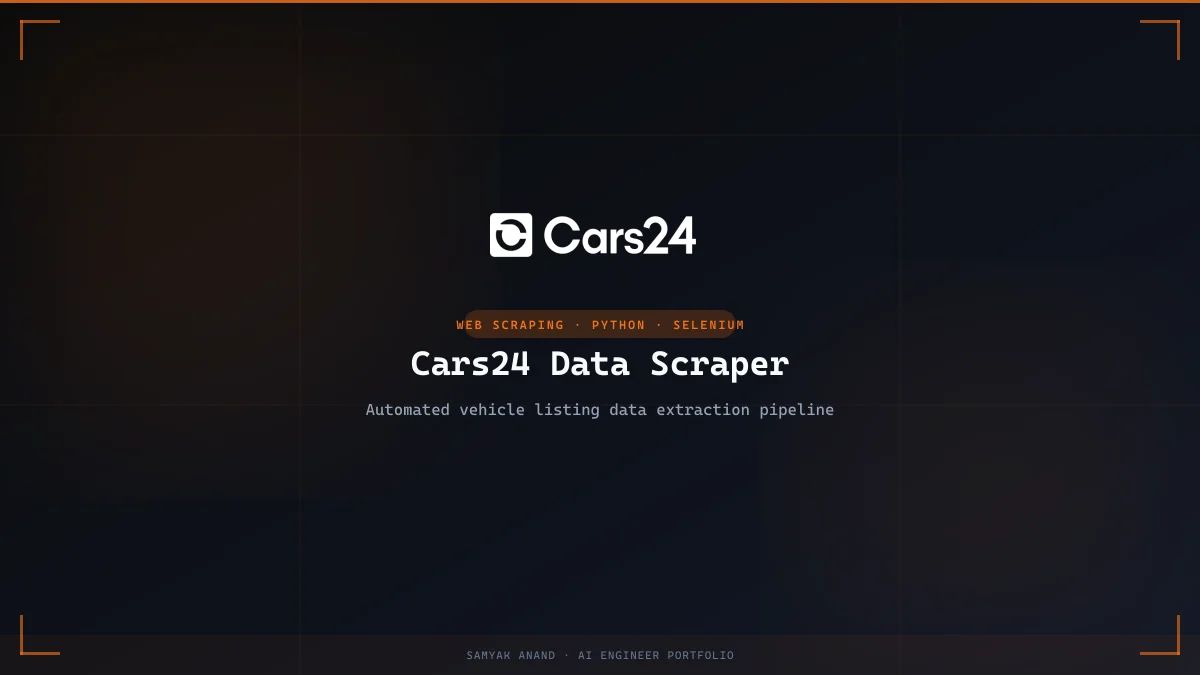 Cars24
WEB SCRAPING · PYTHON · SELENIUM
Cars24 Data Scraper
Automated vehicle listing data extraction pipeline
SAMYAK ANAND · AI ENGINEER PORTFOLIO